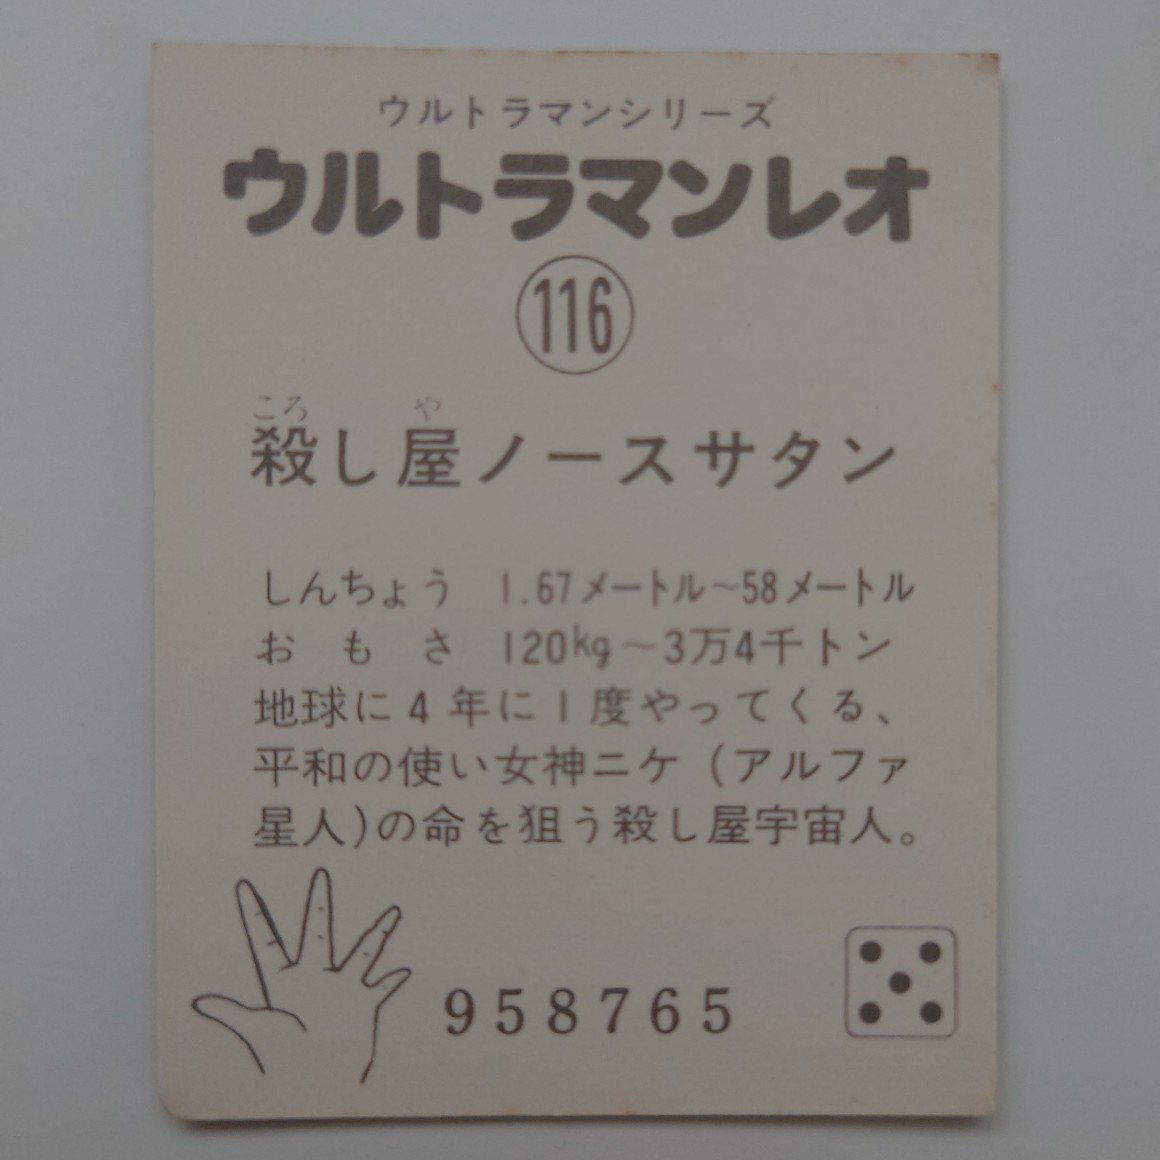 ウルトラマンシリーズ
ウルトラマンレオ
116
ころ や
殺し屋ノースサタン
しんちょう 1.67メートル〜58メートル
おもさ 120kg〜3万4千トン
地球に4年に1度やってくる、
平和の使い女神ニケ(アルファ
星人)の命を狙う殺し屋宇宙人。
958765